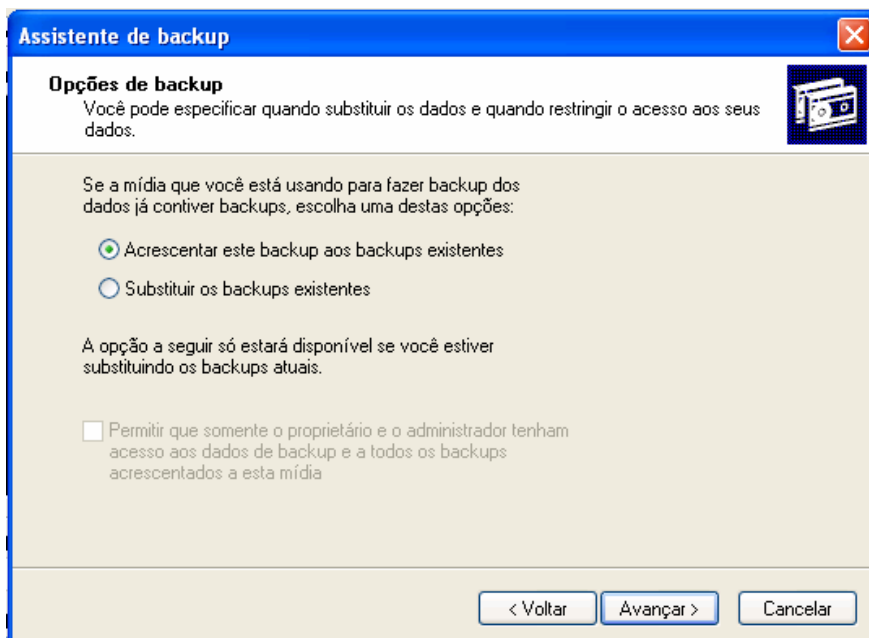 Assistente de backup
Opções de backup
Você pode especificar quando substituir os dados e quando restringir o acesso aos seus
dados.
Se a mídia que você está usando para fazer backup dos
dados já contiver backups, escolha uma destas opções:
Acrescentar este backup aos backups existentes
Substituir os backups existentes
A opção a seguir só estará disponível se você estiver
substituindo os backups atuais.
Permitir que somente o proprietário e o administrador tenham
acesso aos dados de backup e a todos os backups
acrescentados a esta mídia
< Voltar Avançar > Cancelar